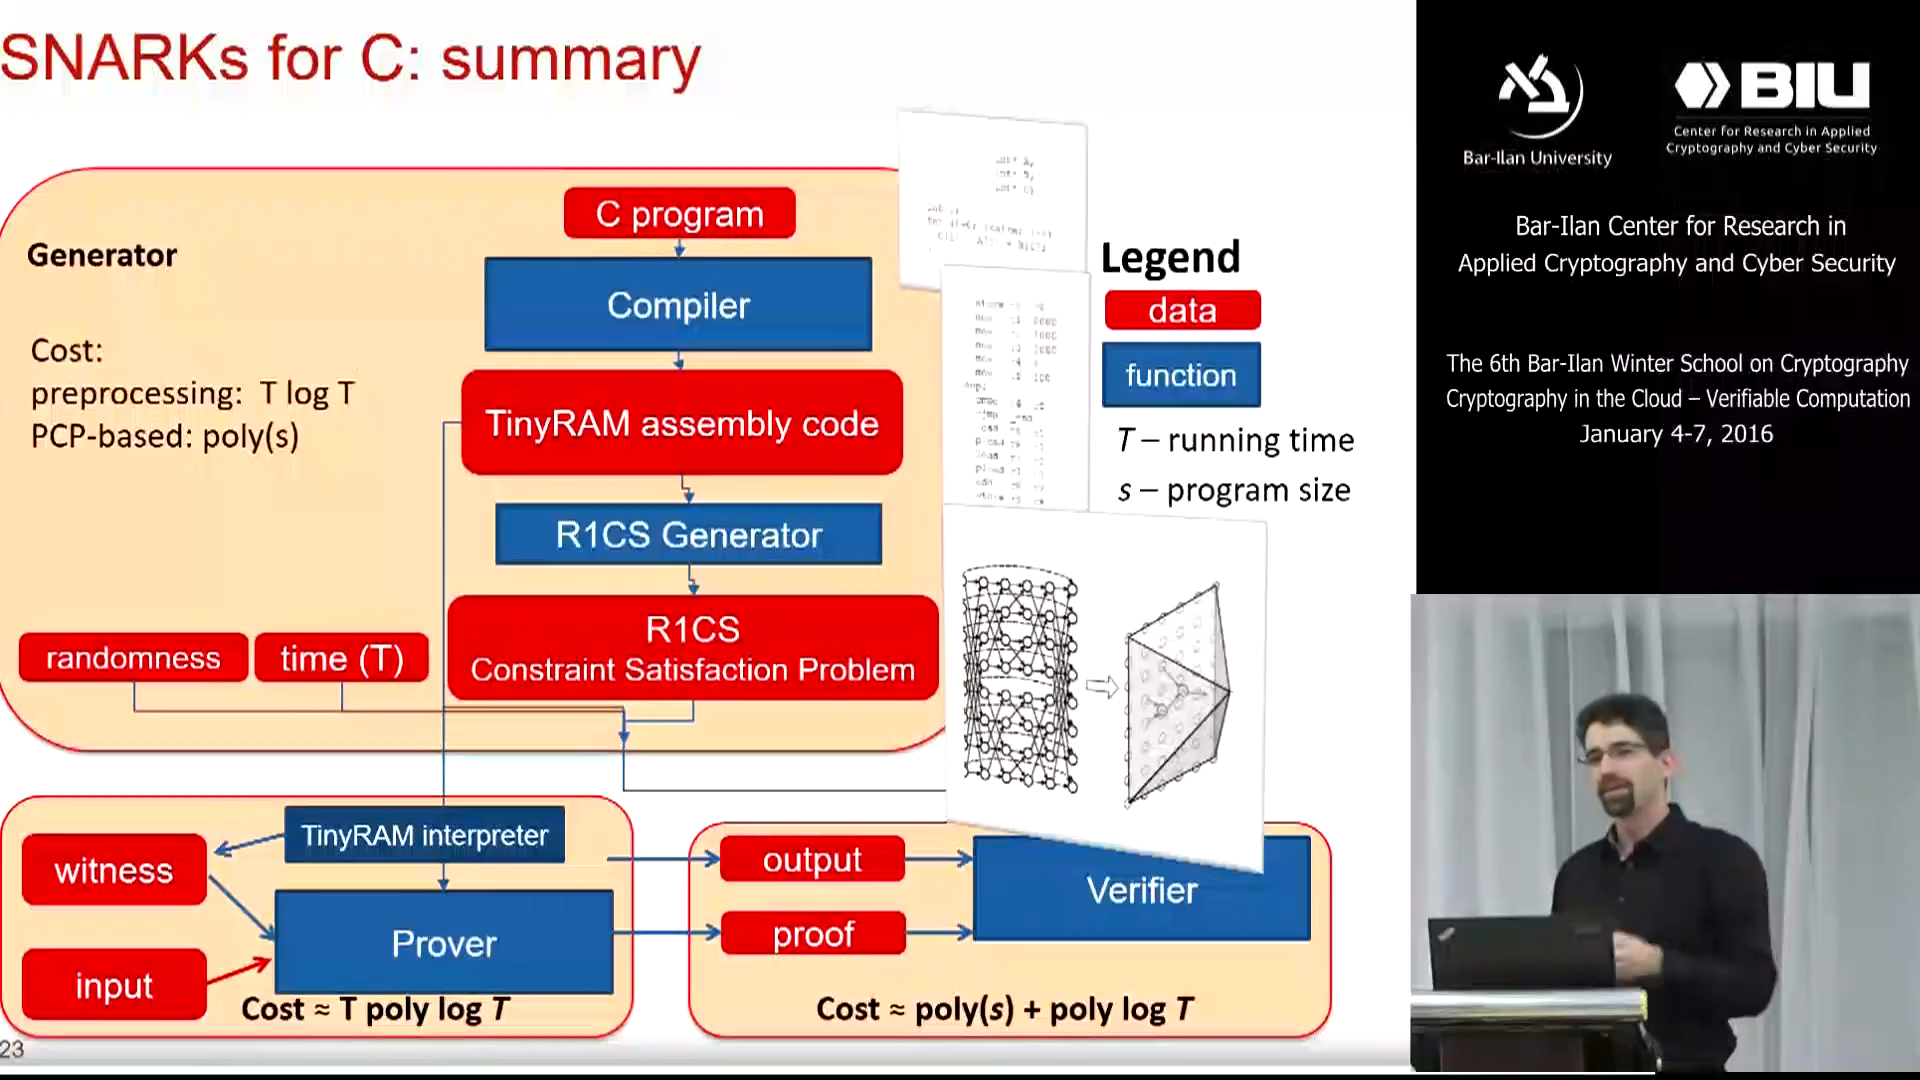 SNARKs for C: summary
Generator
Cost:
preprocessing: T log T
PCP-based: poly(s)
C program
Compiler
TinyRAM assembly code
R1CS Generator
R1CS
Constraint Satisfaction Problem
randomness
time (T)
Legend
data
function
T – running time
s – program size
TinyRAM interpreter
witness
input
Prover
Cost ≈ T poly log T
output
proof
Verifier
Cost ≈ poly(s) + poly log T
23
Bar-Ilan University
BIU
Center for Research in Applied
Cryptography and Cyber Security
Bar-Ilan Center for Research in
Applied Cryptography and Cyber Security
The 6th Bar-Ilan Winter School on Cryptography
Cryptography in the Cloud – Verifiable Computation
January 4-7, 2016